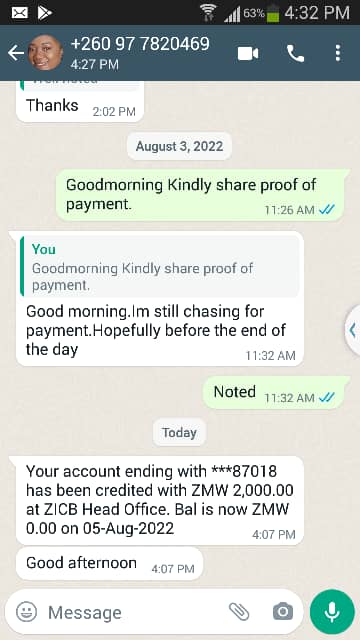 63% 4:32 PM
+260 97 7820469
4:27 PM
Thanks 2:02 PM
August 3, 2022
Goodmorning Kindly share proof of
payment. 11:26 AM
You
Goodmorning Kindly share proof of
payment.
Good morning.Im still chasing for
payment.Hopefully before the end of
the day 11:32 AM
Noted 11:32 AM
Today
Your account ending with ***87018
has been credited with ZMW 2,000.00
at ZICB Head Office. Bal is now ZMW
0.00 on 05-Aug-2022
4:07 PM
Good afternoon 4:07 PM
Message